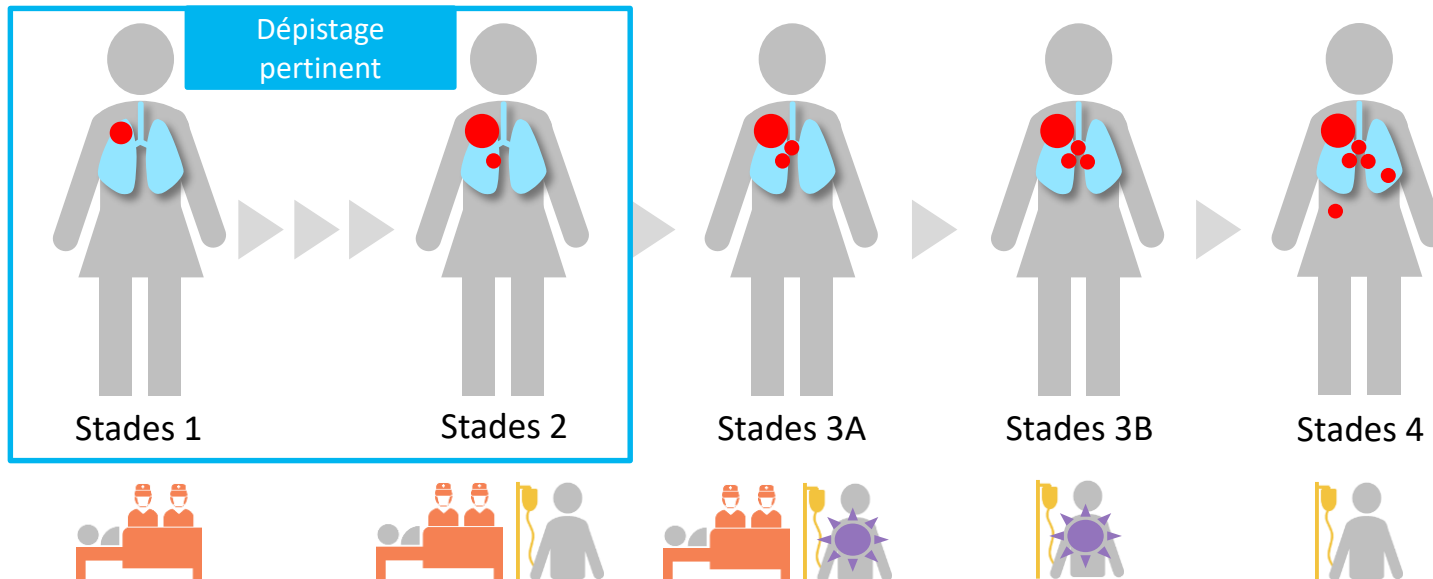 Dépistage
pertinent
Stades 1
Stades 2
Stades 3A
Stades 3B
Stades 4